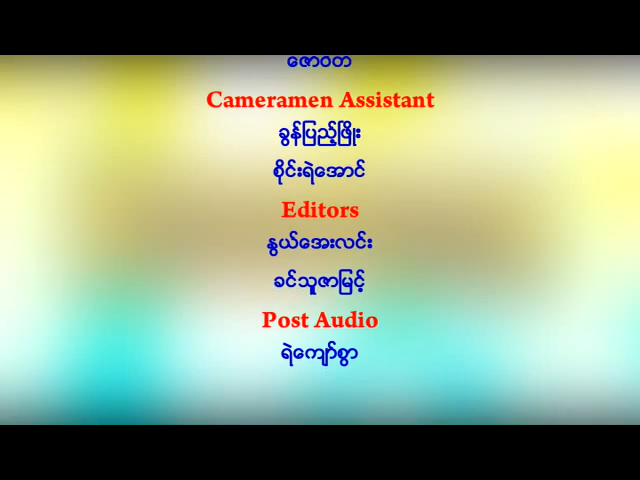 ဇော်ဝတ်
Cameramen Assistant
ခွန်ပြည့်ဖြိုး
စိုင်းရဲအောင်
Editors
နွယ်အေးလင်း
ခင်သူဇာမြင့်
Post Audio
ရဲကျော်စွာ